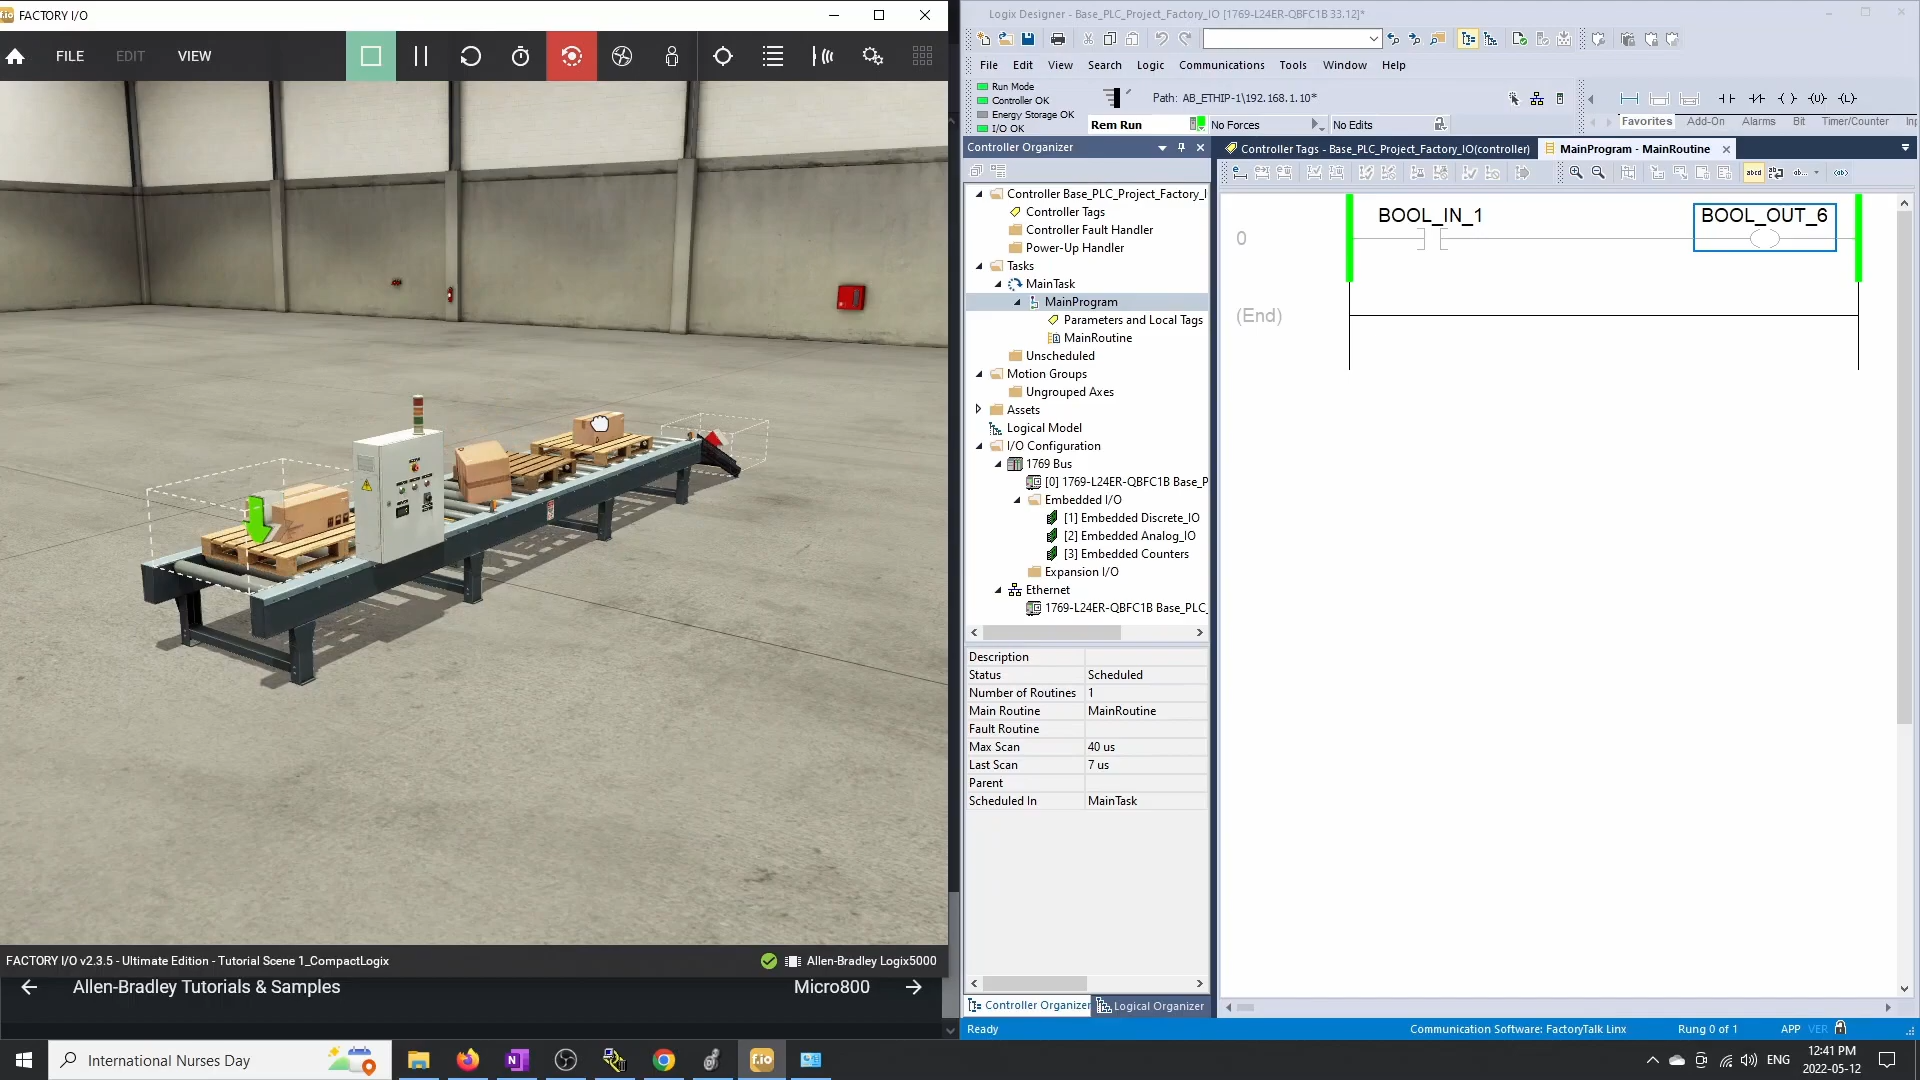 FACTORY I/O
FILE
EDIT
VIEW
FACTORY I/O v2.3.5 - Ultimate Edition - Tutorial Scene 1_CompactLogix
Allen-Bradley Logix5000
Allen-Bradley Tutorials & Samples
Micro800
Logix Designer - Base_PLC_Project_Factory_IO [1769-L24ER-QBFC1B 33.12]*
File Edit View Search Logic Communications Tools Window Help
Run Mode
Controller OK
Energy Storage OK
I/O OK
Path: AB_ETHIP-1\192.168.1.10*
Rem Run
No Forces
No Edits
Favorites Add-On Alarms Bit Timer/Counter
Controller Organizer
Controller Tags - Base_PLC_Project_Factory_IO(controller)
MainProgram - MainRoutine
Controller Base_PLC_Project_Factory_I
Controller Tags
Controller Fault Handler
Power-Up Handler
Tasks
MainTask
MainProgram
Parameters and Local Tags
MainRoutine
Unscheduled
Motion Groups
Ungrouped Axes
Assets
Logical Model
I/O Configuration
1769 Bus
[0] 1769-L24ER-QBFC1B Base_P
Embedded I/O
[1] Embedded Discrete_IO
[2] Embedded Analog_IO
[3] Embedded Counters
Expansion I/O
Ethernet
1769-L24ER-QBFC1B Base_PLC_
Description
Status Scheduled
Number of Routines 1
Main Routine MainRoutine
Fault Routine
Max Scan 40 us
Last Scan 7 us
Parent
Scheduled In MainTask
Controller Organizer
Logical Organizer
BOOL_IN_1
BOOL_OUT_6
0
(End)
Ready
Communication Software: FactoryTalk Linx
Rung 0 of 1
APP VER
International Nurses Day
f.io
ENG
12:41 PM
2022-05-12